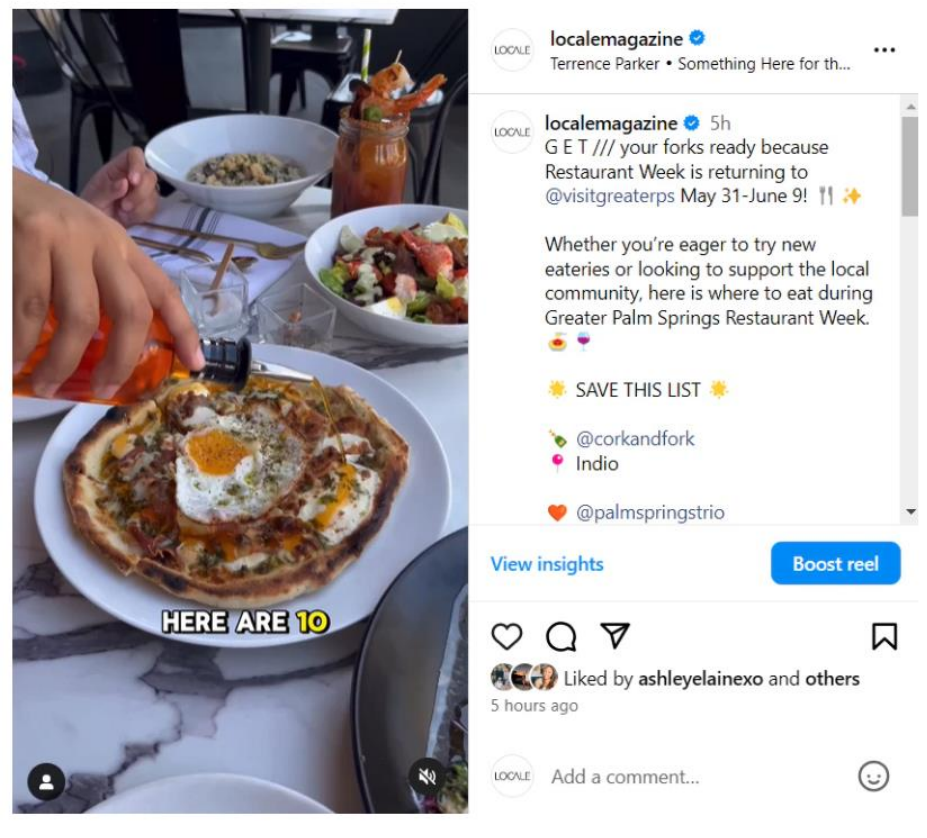 HERE ARE 10
LOCALE
localemagazine
Terrence Parker • Something Here for th...
LOCALE
localemagazine 5h
G E T /// your forks ready because
Restaurant Week is returning to
@visitgreaterps May 31-June 9! 🍴 ✨
Whether you’re eager to try new
eateries or looking to support the local
community, here is where to eat during
Greater Palm Springs Restaurant Week.
🍝 🍷
🌟 SAVE THIS LIST 🌟
🍾 @corkandfork
📍 Indio
🧡 @palmspringstrio
View insights
Boost reel
Liked by ashleyelainexo and others
5 hours ago
LOCALE
Add a comment...